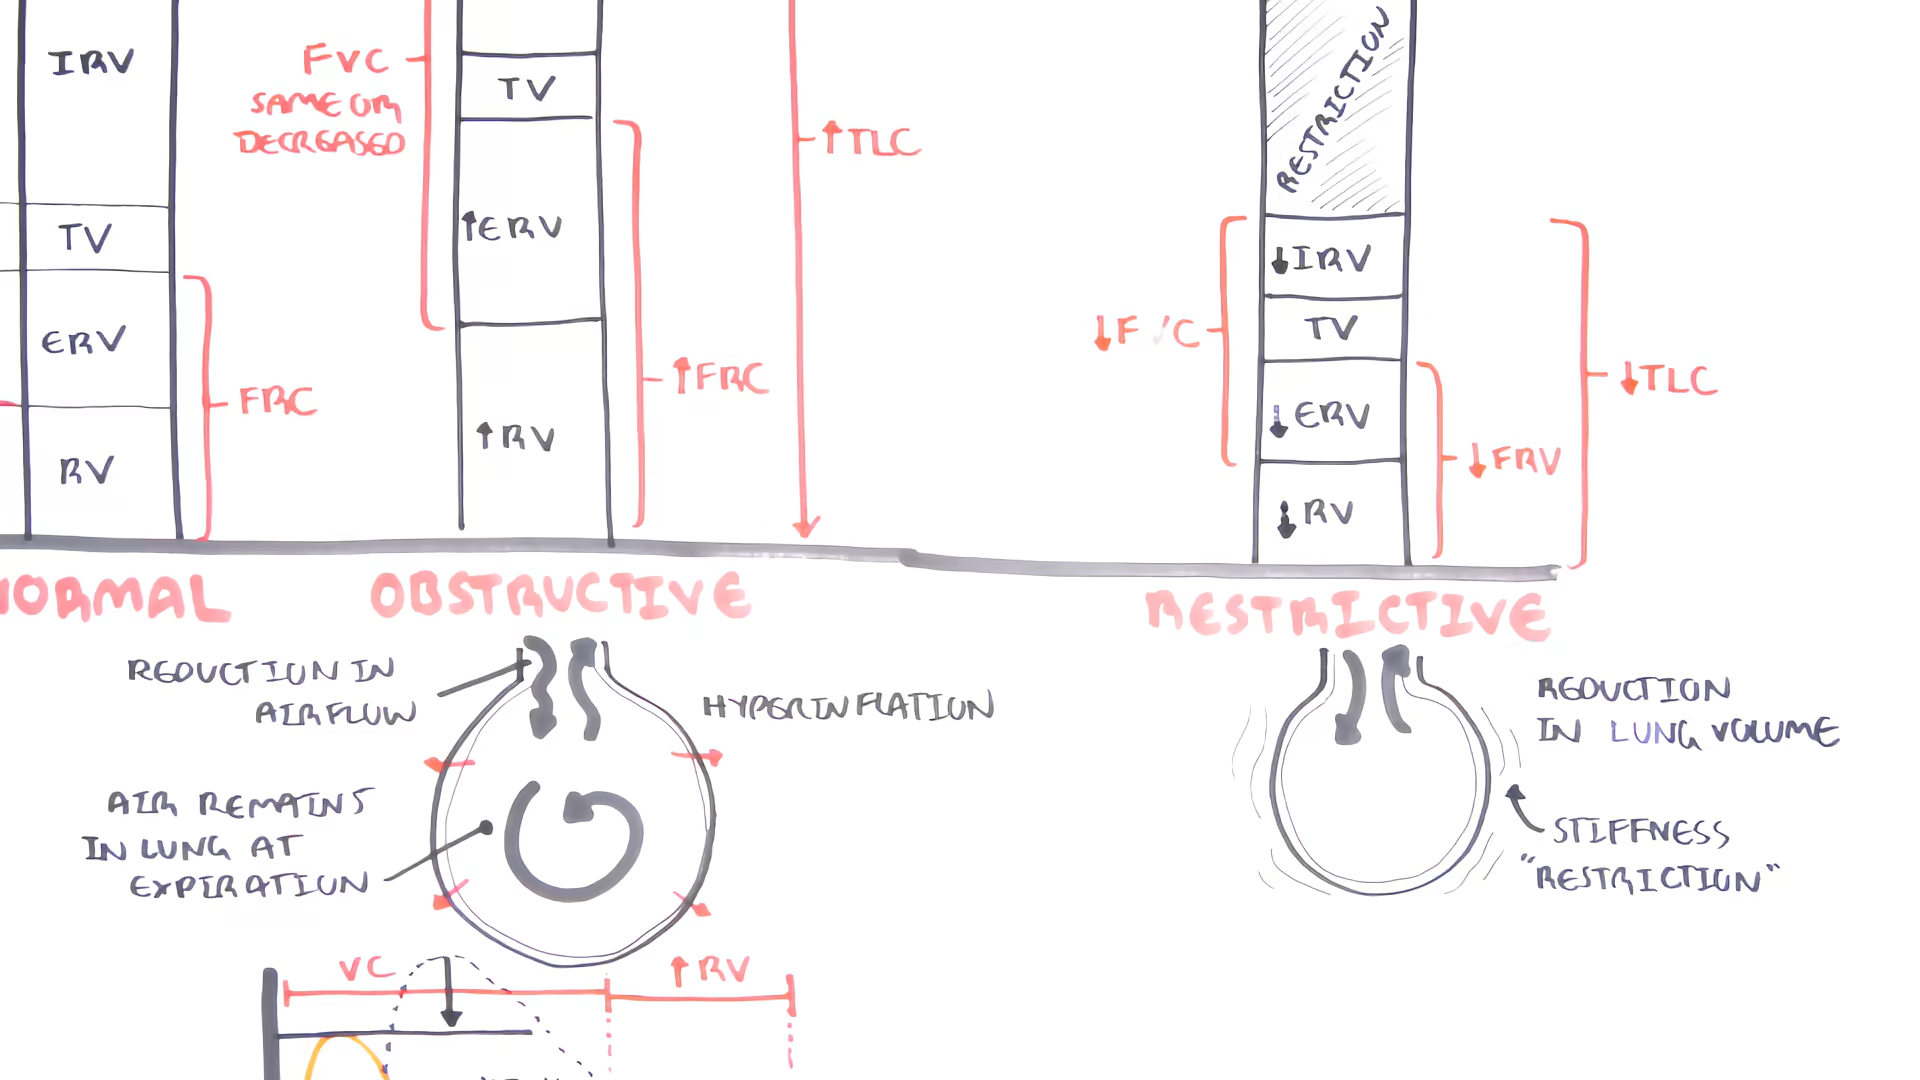 IRV
TV
ERV
RV
FRC
NORMAL
FVC
SAME OR
DECREASED
TV
↑ERV
↑RV
↑FRC
↑TLC
OBSTRUCTIVE
REDUCTION IN
AIRFLOW
HYPERINFLATION
AIR REMAINS
IN LUNG AT
EXPIRATION
VC
↑RV
RESTRICTION
↓IRV
TV
↓ERV
↓RV
↓FVC
↓FRV
↓TLC
RESTRICTIVE
REDUCTION
IN LUNG VOLUME
STIFFNESS
"RESTRICTION"